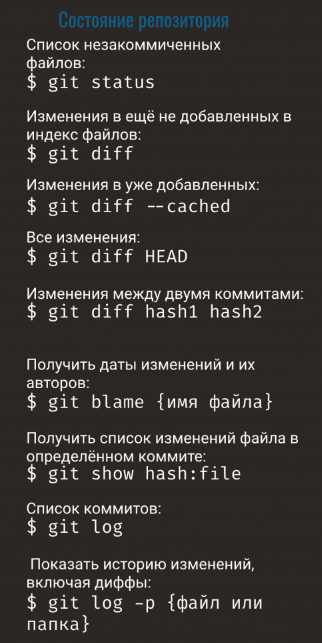 Состояние репозитория
Список незакоммиченных
файлов:
$ git status
Изменения в ещё не добавленных в
индекс файлов:
$ git diff
Изменения в уже добавленных:
$ git diff --cached
Все изменения:
$ git diff HEAD
Изменения между двумя коммитами:
$ git diff hash1 hash2
Получить даты изменений и их
авторов:
$ git blame {имя файла}
Получить список изменений файла в
определённом коммите:
$ git show hash:file
Список коммитов:
$ git log
Показать историю изменений,
включая диффы:
$ git log -p {файл или
папка}